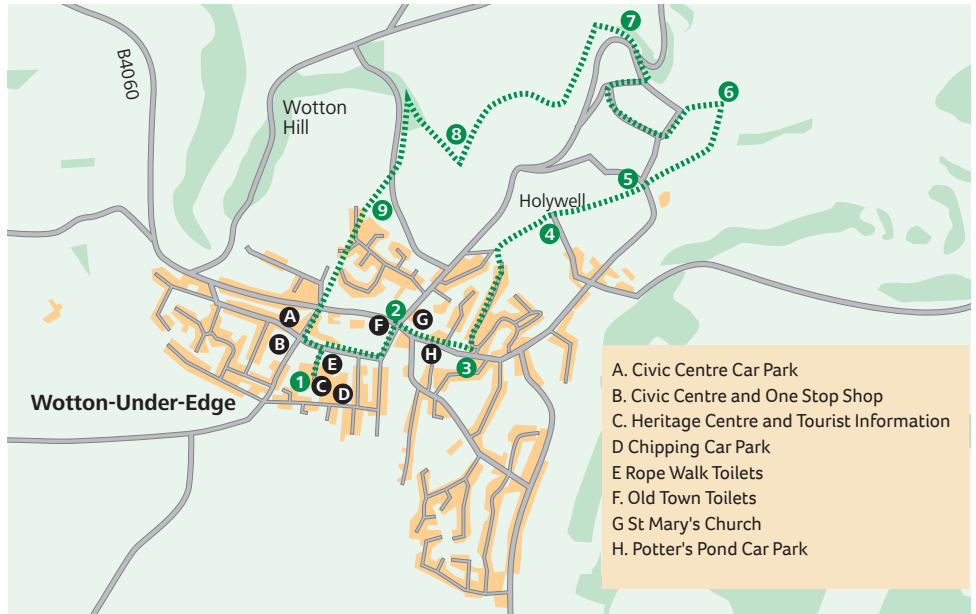 B4060
Wotton
Hill
7
6
8
5
Holywell
9
4
2
A
F
G
B
H
E
3
1
C
D
Wotton-Under-Edge
A. Civic Centre Car Park
B. Civic Centre and One Stop Shop
C. Heritage Centre and Tourist Information
D Chipping Car Park
E Rope Walk Toilets
F. Old Town Toilets
G St Mary's Church
H. Potter's Pond Car Park